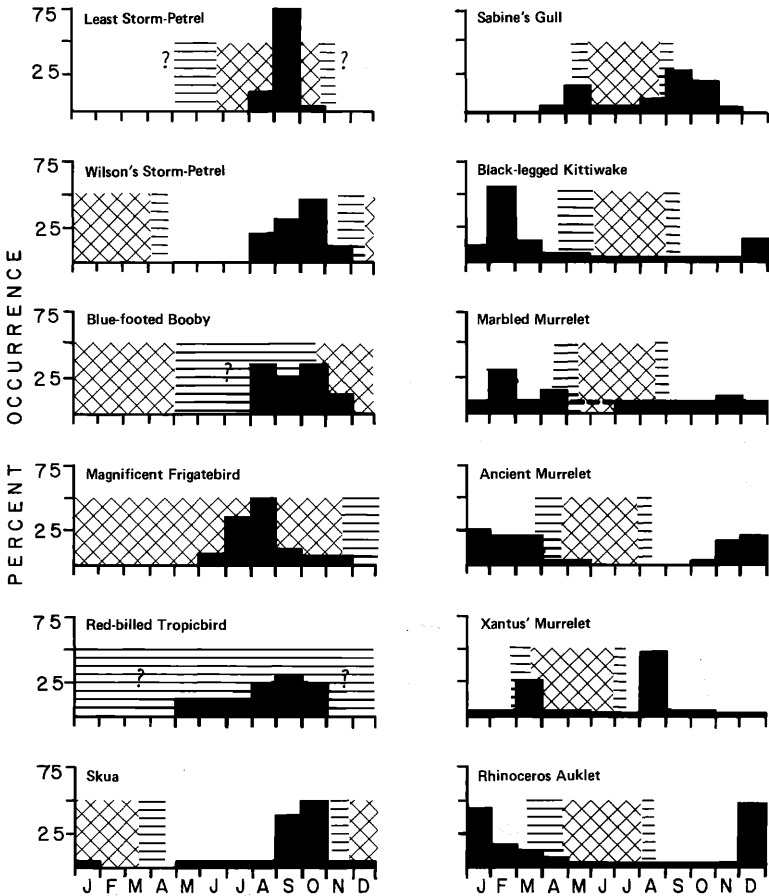 PERCENT OCCURRENCE
75
25
Least Storm-Petrel
?
?
75
25
Wilson's Storm-Petrel
75
25
Blue-footed Booby
?
75
25
Magnificent Frigatebird
75
25
Red-billed Tropicbird
?
?
75
25
Skua
J F M A M J J A S O N D
Sabine's Gull
Black-legged Kittiwake
Marbled Murrelet
Ancient Murrelet
Xantus' Murrelet
Rhinoceros Auklet
J F M A M J J A S O N D